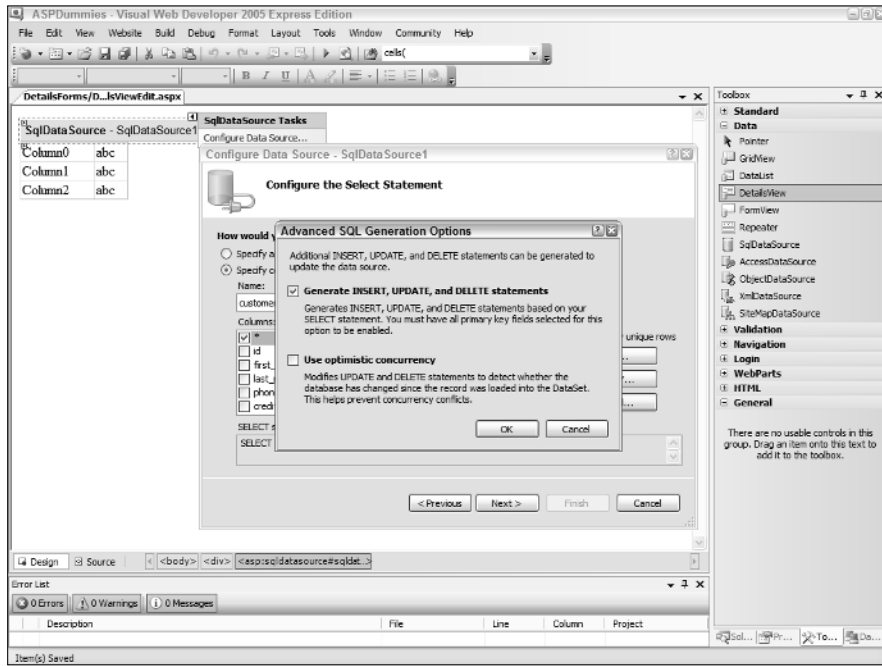 ASPDummies - Visual Web Developer 2005 Express Edition
File Edit View Website Build Debug Format Layout Tools Window Community Help
cells(
B I U A
DetailsForms/D...lsViewEdit.aspx
SqlDataSource - SqlDataSource1
SqlDataSource Tasks
Configure Data Source...
Column0 abc
Column1 abc
Column2 abc
Configure Data Source - SqlDataSource1
Configure the Select Statement
How would y
Specify a
Specify c
Name:
custome
Columns:
*
id
first_
last_
phon
credi
unique rows
SELECT s
SELECT
Advanced SQL Generation Options
Additional INSERT, UPDATE, and DELETE statements can be generated to
update the data source.
Generate INSERT, UPDATE, and DELETE statements
Generates INSERT, UPDATE, and DELETE statements based on your
SELECT statement. You must have all primary key fields selected for this
option to be enabled.
Use optimistic concurrency
Modifies UPDATE and DELETE statements to detect whether the
database has changed since the record was loaded into the DataSet.
This helps prevent concurrency conflicts.
OK Cancel
< Previous Next > Finish Cancel
Toolbox
Standard
Data
Pointer
GridView
DataList
DetailsView
FormView
Repeater
SqlDataSource
AccessDataSource
ObjectDataSource
XmlDataSource
SiteMapDataSource
Validation
Navigation
Login
WebParts
HTML
General
There are no usable controls in this
group. Drag an item onto this text to
add it to the toolbox.
Design Source <body> <div> <asp:sqldatasource#sqldat...>
Error List
0 Errors 0 Warnings 0 Messages
Description File Line Column Project
Sol... Pr... To... Da...
Item(s) Saved